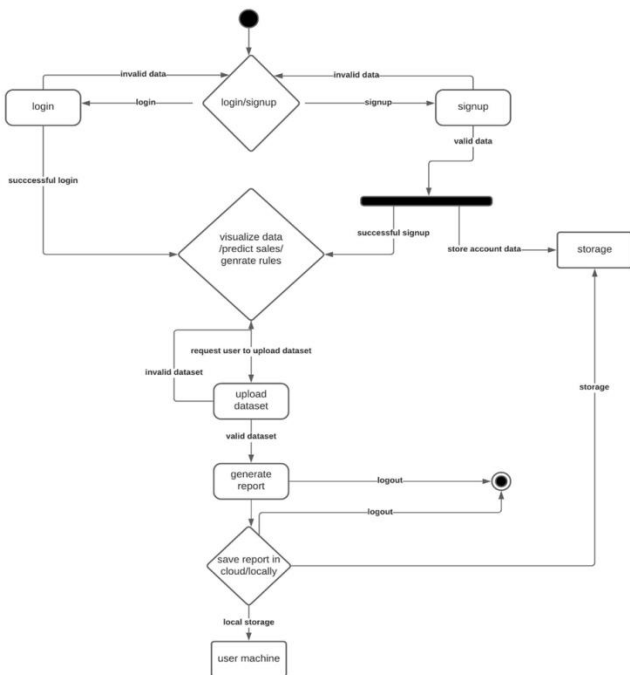 invalid data
invalid data
login
login
login/signup
signup
signup
valid data
succcessful login
visualize data
/predict sales/
genrate rules
successful signup
store account data
storage
request user to upload dataset
invalid dataset
upload
dataset
storage
valid dataset
generate
report
logout
logout
save report in
cloud/locally
local storage
user machine